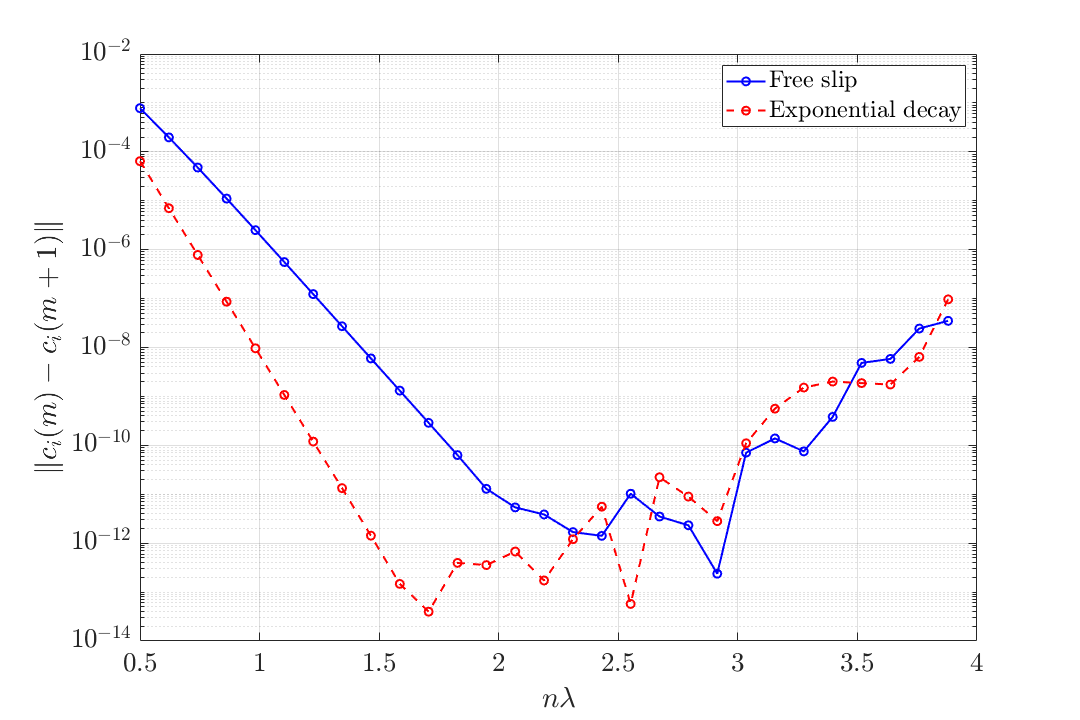 10^{-2}
10^{-4}
10^{-6}
10^{-8}
10^{-10}
10^{-12}
10^{-14}
‖c_i(m) − c_i(m + 1)‖
Free slip
Exponential decay
0.5 1 1.5 2 2.5 3 3.5 4
nλ